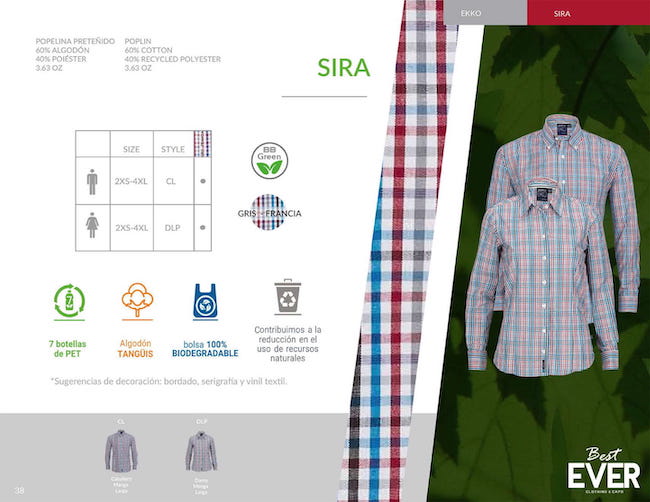 EKKO
SIRA
POPELINA PRETEÑIDO
60% ALGODÓN
40% POIÉSTER
3.63 OZ
POPLIN
60% COTTON
40% RECYCLED POLYESTER
3.63 OZ
SIRA
SIZE STYLE
2XS-4XL CL
2XS-4XL DLP
BB
Green
GRIS - FRANCIA
7 botellas
de PET
Algodón
TANGÜIS
bolsa 100%
BIODEGRADABLE
Contribuimos a la
reducción en el
uso de recursos
naturales
*Sugerencias de decoración: bordado, serigrafía y vinil textil.
CL
Caballero
Manga
Larga
DLP
Dama
Manga
Larga
38
Best
EVER
CLOTHING & CAPS